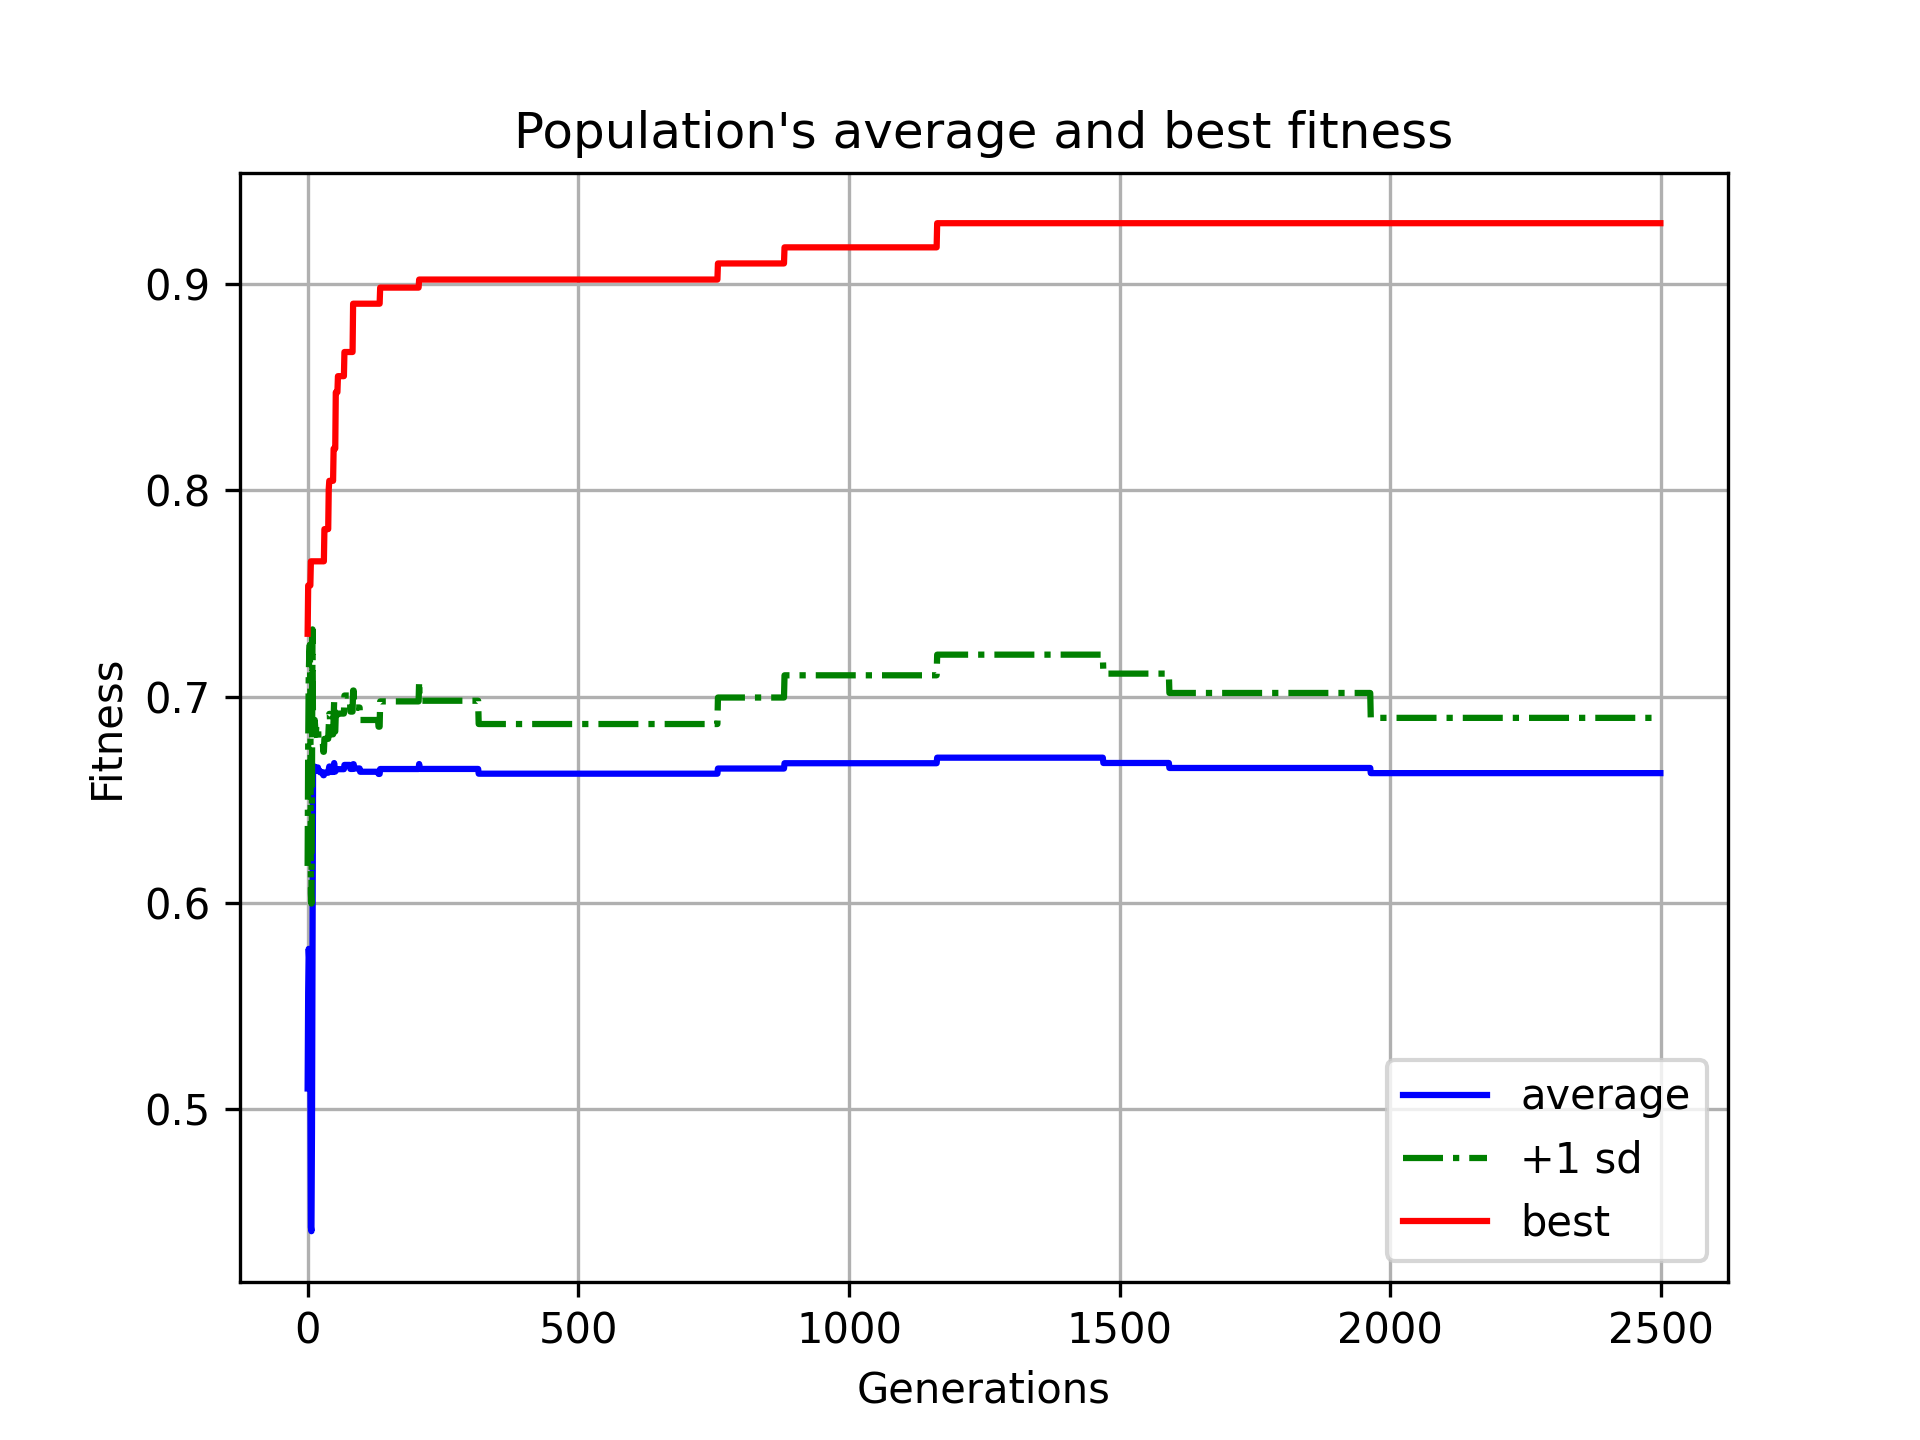 Population's average and best fitness
Fitness
0.9
0.8
0.7
0.6
0.5
average
+1 sd
best
0 500 1000 1500 2000 2500
Generations